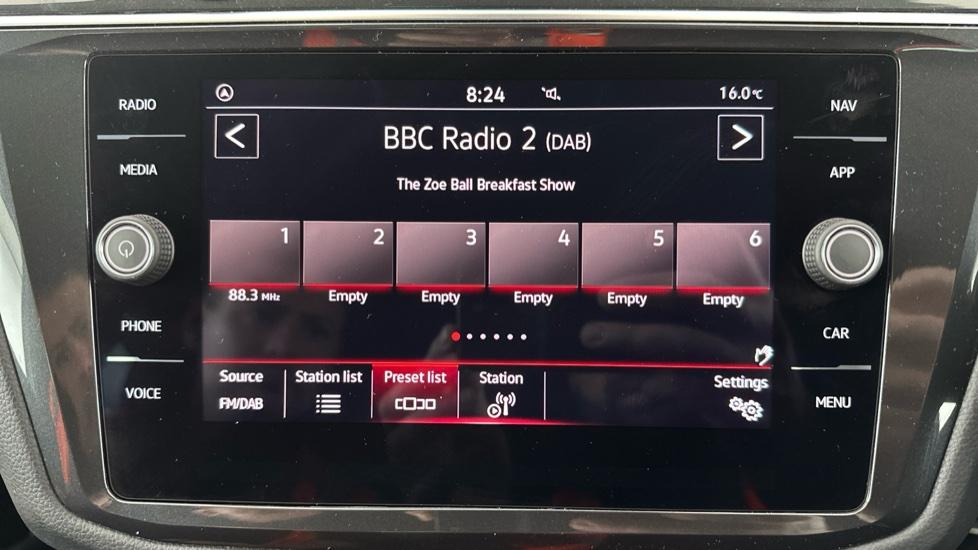 RADIO
MEDIA
PHONE
VOICE
8:24
16.0°C
BBC Radio 2 (DAB)
The Zoe Ball Breakfast Show
1 2 3 4 5 6
88.3 MHz Empty Empty Empty Empty Empty
Source Station list Preset list Station Settings
FM/DAB
NAV
APP
CAR
MENU